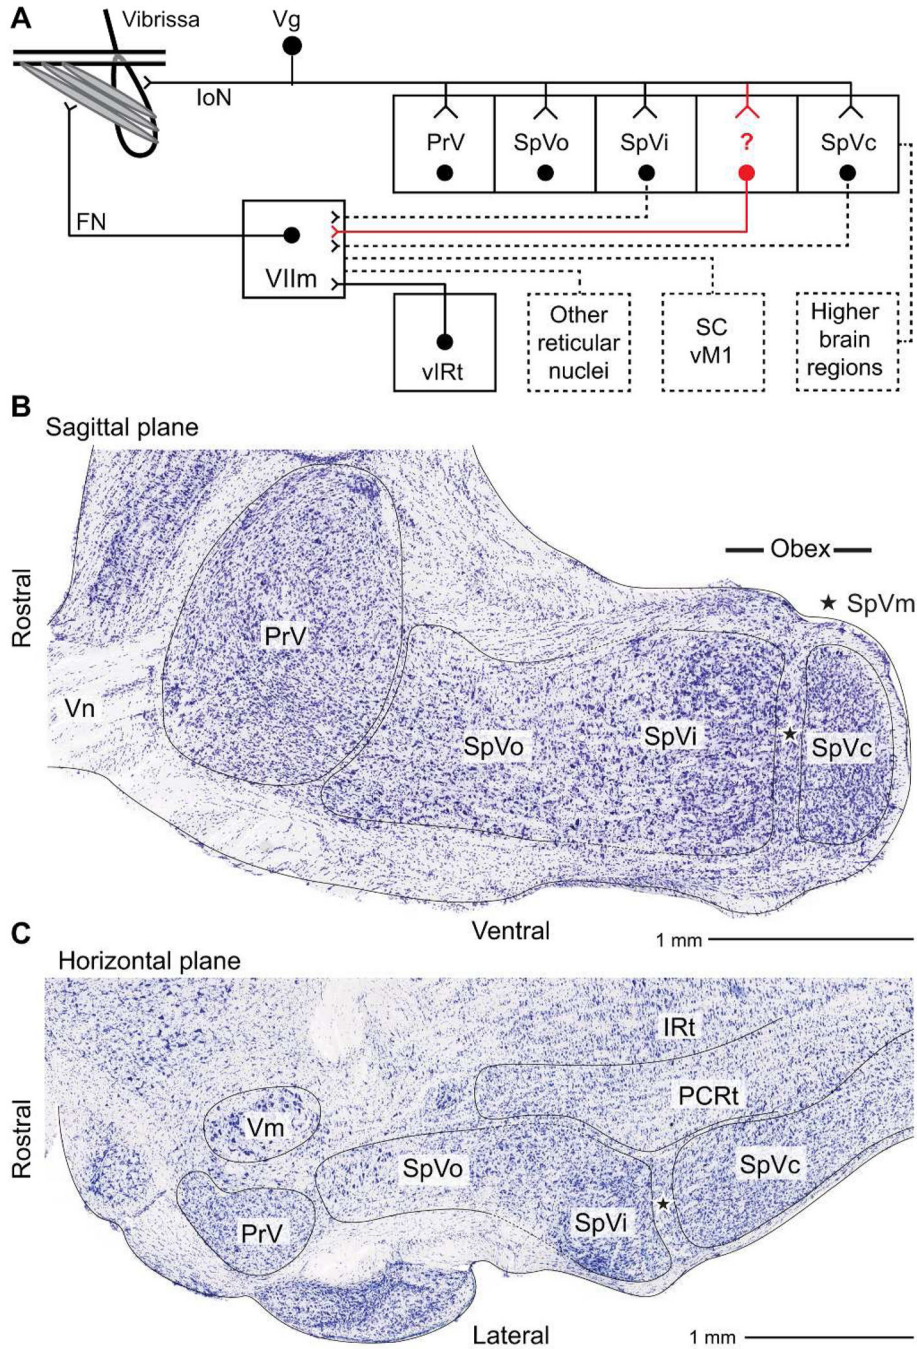 A
Vibrissa
Vg
IoN
PrV
SpVo
SpVi
?
SpVc
FN
VIIm
vIRt
Other
reticular
nuclei
SC
vM1
Higher
brain
regions
B
Sagittal plane
Rostral
Obex
★ SpVm
PrV
Vn
SpVo
SpVi
★
SpVc
Ventral
1 mm
C
Horizontal plane
Rostral
IRt
PCRt
Vm
SpVo
SpVc
PrV
SpVi
★
Lateral
1 mm